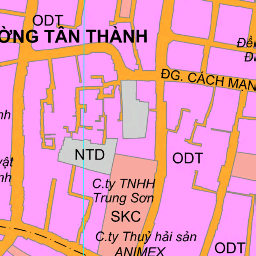 ODT
ỜNG TÂN THÀNH
ĐG. CÁCH MẠN
NTD
ODT
C.ty TNHH
Trung Sơn
SKC
C.ty Thuỷ hải sản
ANIMEX
ODT